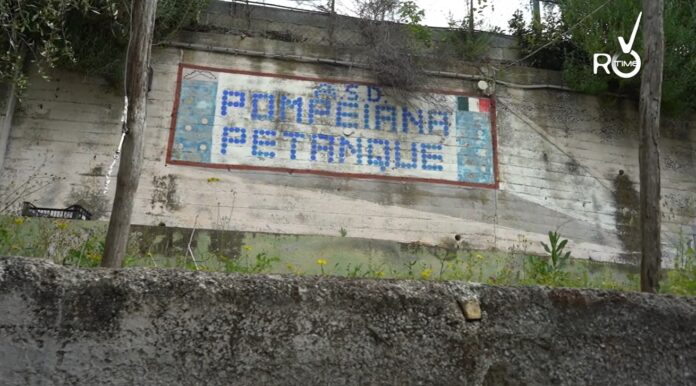 A.S.D.
POMPEIANA
PETANQUE
R TIME